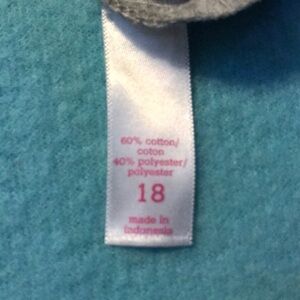 60% cotton/
coton
40% polyester/
polyester
18
made in
indonesia